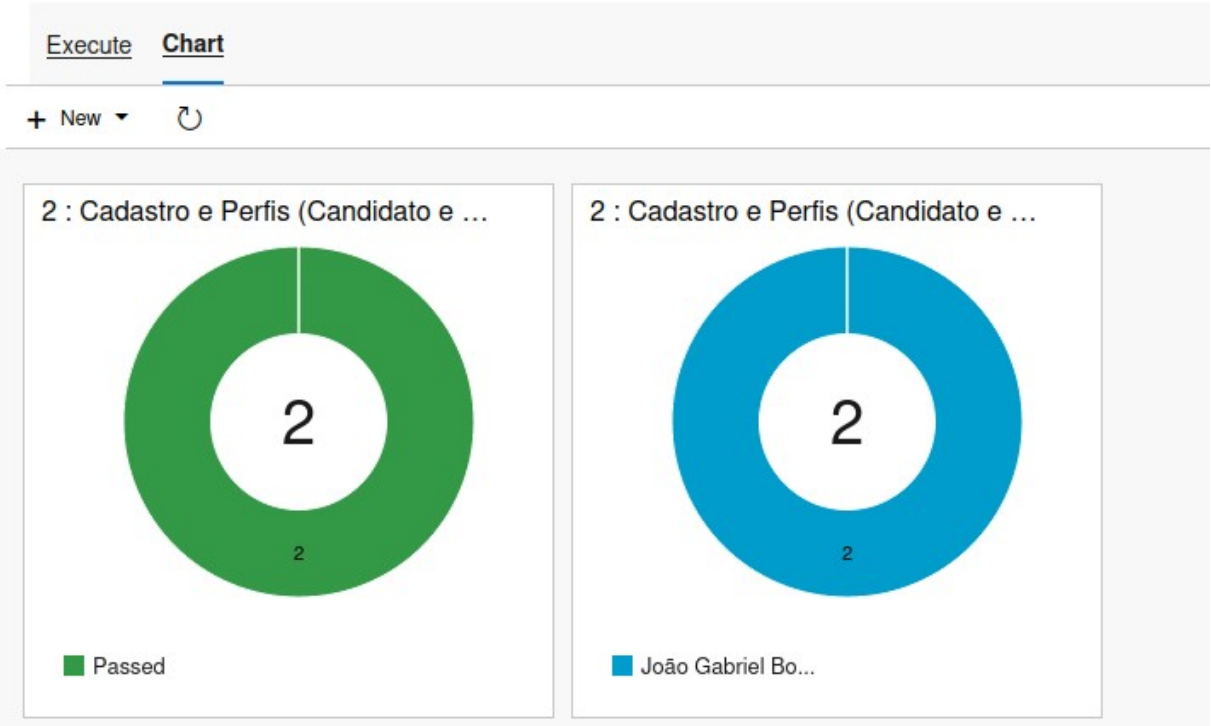 Execute Chart
+ New
2 : Cadastro e Perfis (Candidato e ...
2
2
Passed
2 : Cadastro e Perfis (Candidato e ...
2
2
João Gabriel Bo...